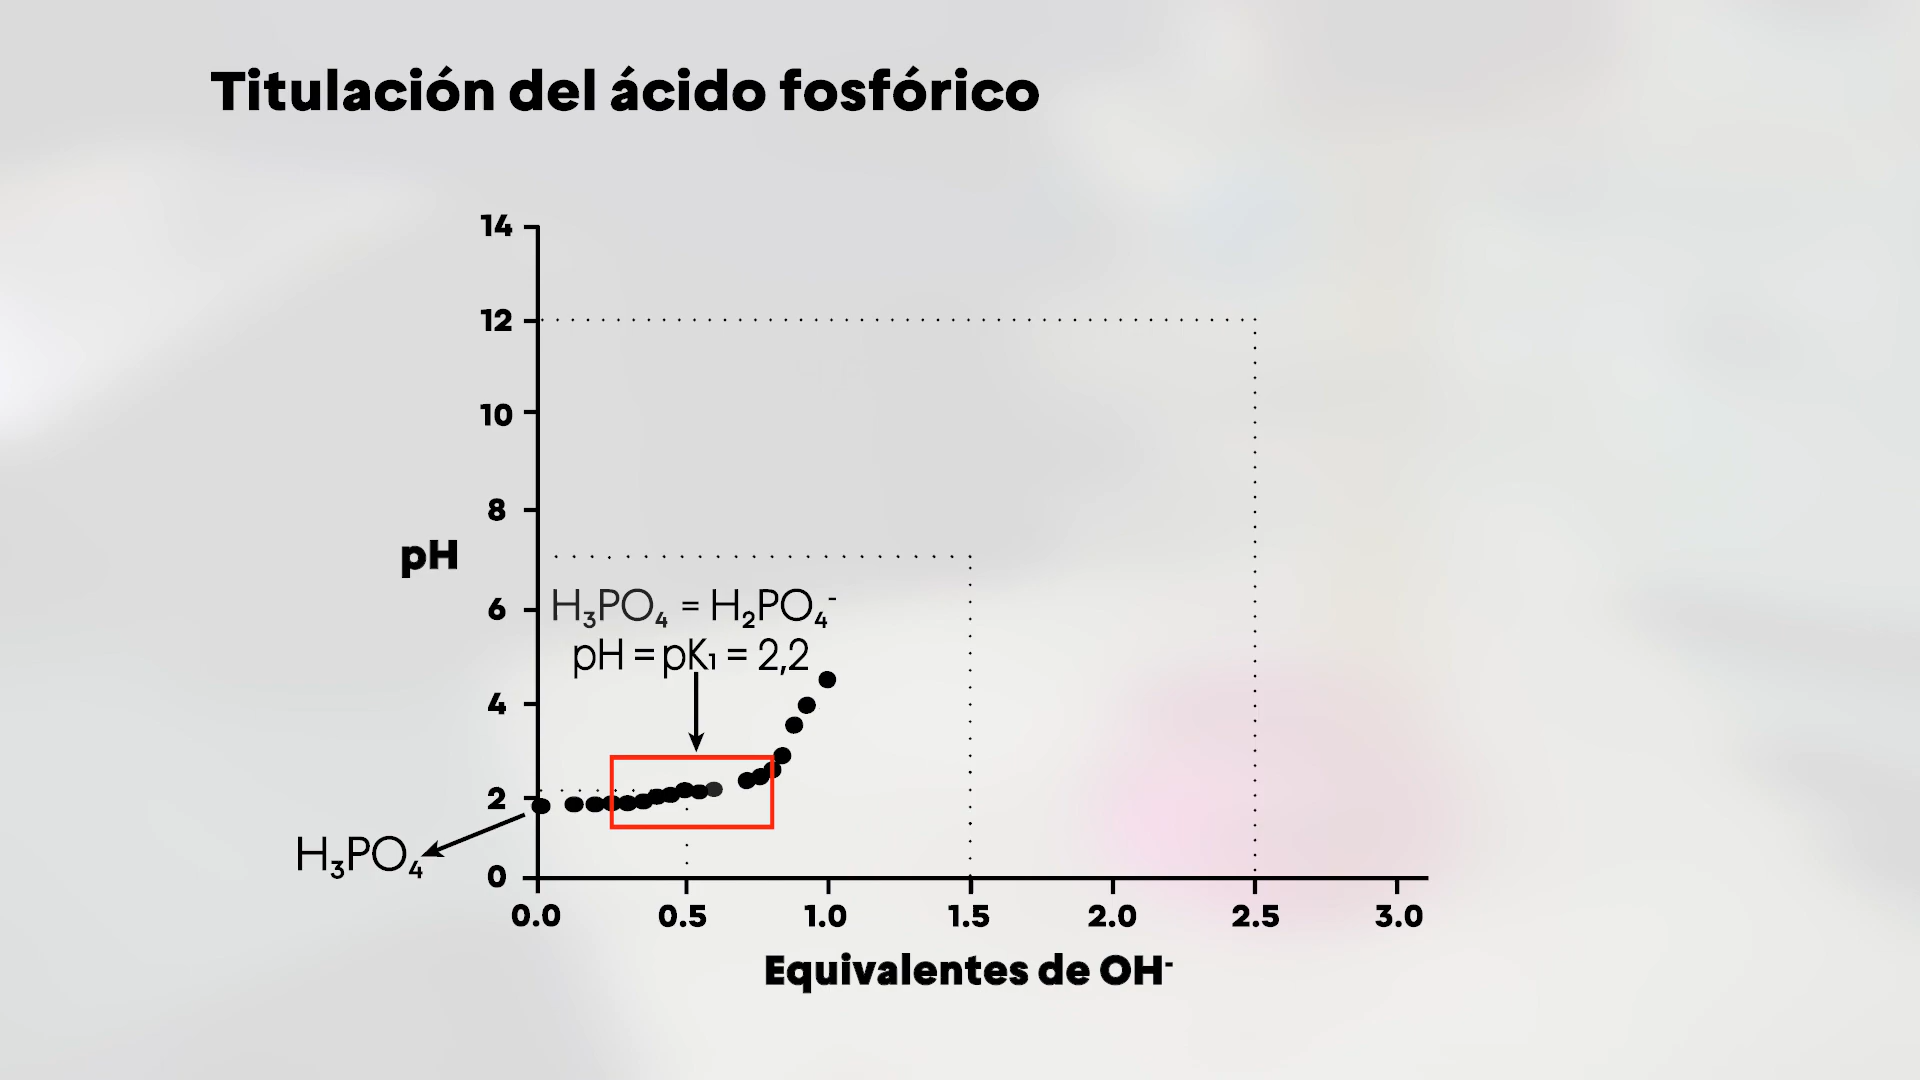 Titulación del ácido fosfórico
14
12
10
8
pH
6
H₃PO₄ = H₂PO₄⁻
pH = pK₁ = 2,2
4
2
H₃PO₄
0
0.0 0.5 1.0 1.5 2.0 2.5 3.0
Equivalentes de OH⁻